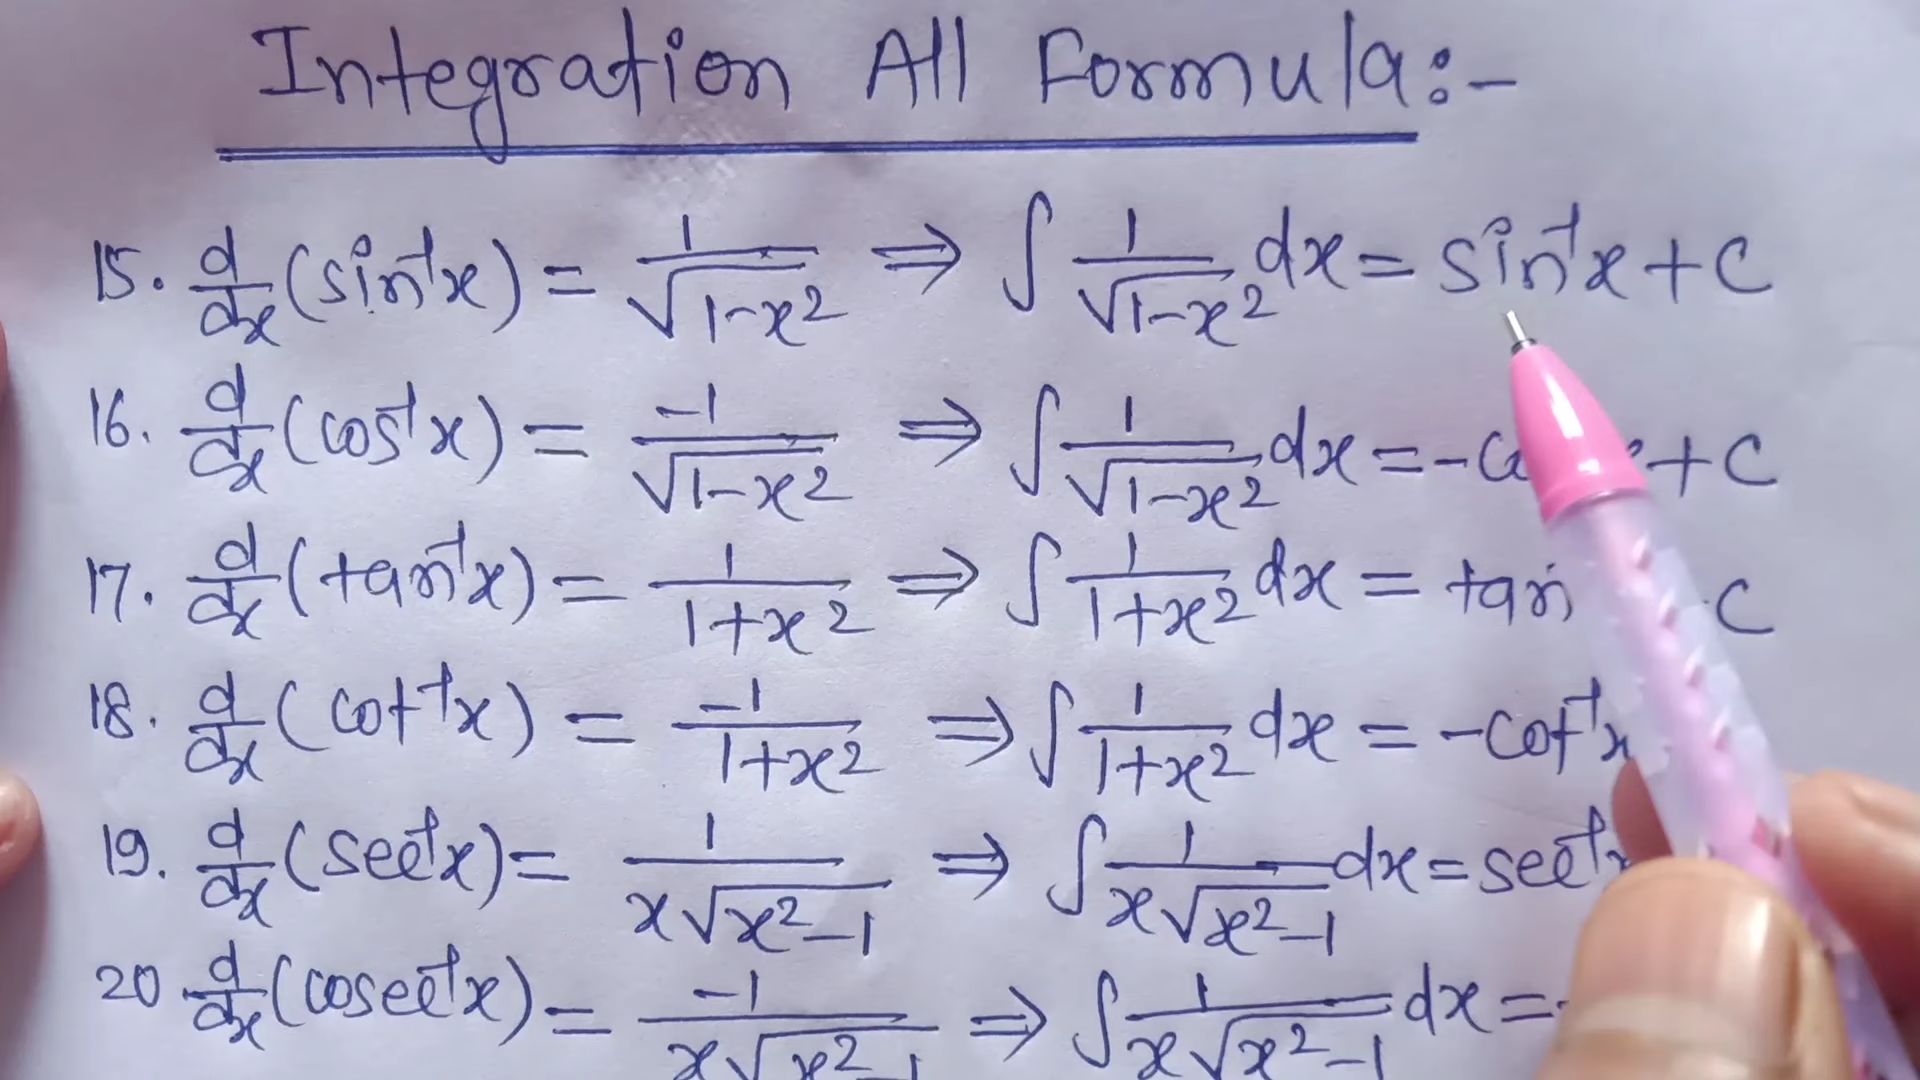 Integration All Formula:-
15. d/dx (sin⁻¹x) = 1/√(1-x²) ⇒ ∫ 1/√(1-x²) dx = sin⁻¹x + C
16. d/dx (cos⁻¹x) = -1/√(1-x²) ⇒ ∫ 1/√(1-x²) dx = - + C
17. d/dx (tan⁻¹x) = 1/(1+x²) ⇒ ∫ 1/(1+x²) dx = tan C
18. d/dx (cot⁻¹x) = -1/(1+x²) ⇒ ∫ 1/(1+x²) dx = -cot⁻¹x
19. d/dx (sec⁻¹x) = 1/(x√(x²-1)) ⇒ ∫ 1/(x√(x²-1)) dx = sec⁻¹x
20 d/dx (cosec⁻¹x) = -1/(x√(x²-1)) ⇒ ∫ 1/(x√(x²-1)) dx = -